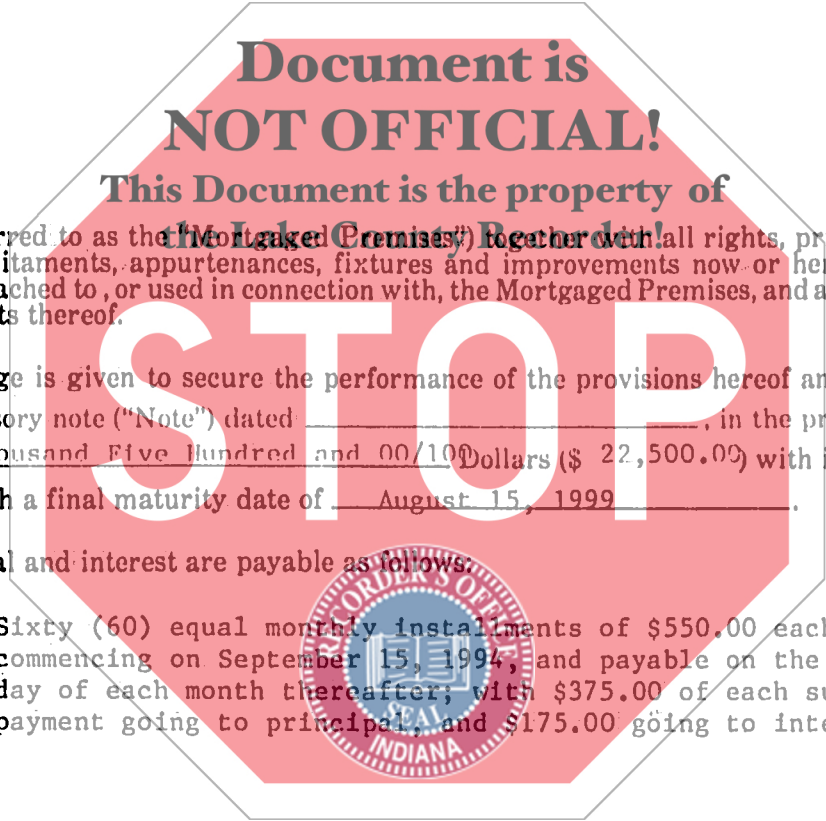 Document is
NOT OFFICIAL!
This Document is the property of
the Lake County Recorder!
rred to as the "Mortgaged Premises") together with all rights, pr
itaments, appurtenances, fixtures and improvements now or her
ached to, or used in connection with, the Mortgaged Premises, and a
ts thereof.
STOP
ge is given to secure the performance of the provisions hereof an
sory note ("Note") dated , in the pr
ousand Five Hundred and 00/100 Dollars ($ 22,500.00) with i
h a final maturity date of August 15, 1999.
al and interest are payable as follows:
RECORDER'S OFFICE
Sixty (60) equal monthly installments of $550.00 each
commencing on September 15, 1994, and payable on the
day of each month thereafter; with $375.00 of each su
payment going to principal, and $175.00 going to inte
SEAL
INDIANA